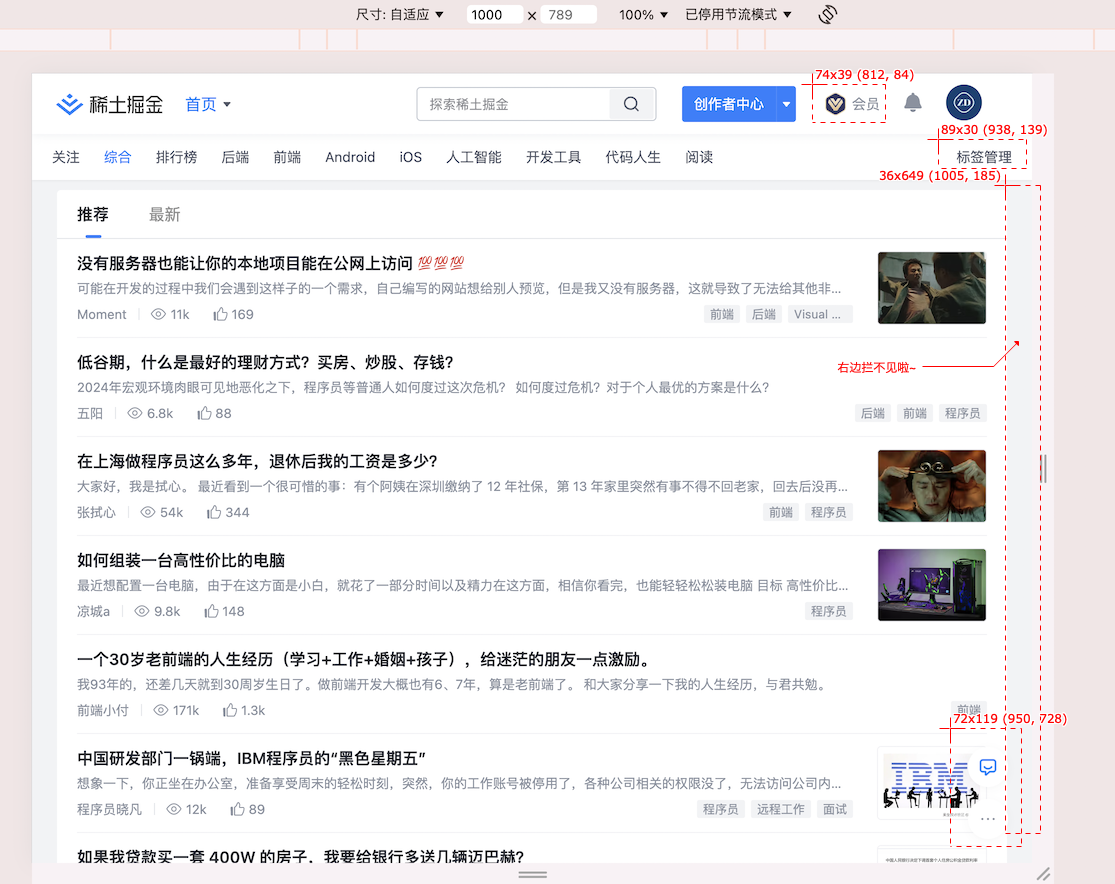 尺寸: 自适应 ▼ 1000 × 789 100% ▼ 已停用节流模式 ▼
74x39 (812, 84)
稀土掘金 首页 探索稀土掘金 创作者中心 会员 ZD
89x30 (938, 139)
关注 综合 排行榜 后端 前端 Android iOS 人工智能 开发工具 代码人生 阅读 标签管理
36x649 (1005, 185)
推荐 最新
没有服务器也能让你的本地项目能在公网上访问 💯💯💯
可能在开发的过程中我们会遇到这样子的一个需求，自己编写的网站想给别人预览，但是我又没有服务器，这就导致了无法给其他非...
Moment 11k 169 前端 后端 Visual ...
低谷期，什么是最好的理财方式？买房、炒股、存钱？
右边拦不见啦~
2024年宏观环境肉眼可见地恶化之下，程序员等普通人如何度过这次危机？ 如何度过危机？对于个人最优的方案是什么？
五阳 6.8k 88 后端 前端 程序员
在上海做程序员这么多年，退休后我的工资是多少？
大家好，我是拭心。 最近看到一个很可惜的事：有个阿姨在深圳缴纳了 12 年社保，第 13 年家里突然有事不得不回老家，回去后没再...
张拭心 54k 344 前端 程序员
如何组装一台高性价比的电脑
最近想配置一台电脑，由于在这方面是小白，就花了一部分时间以及精力在这方面，相信你看完，也能轻轻松松装电脑 目标 高性价比...
凉城a 9.8k 148 程序员
一个30岁老前端的人生经历（学习+工作+婚姻+孩子），给迷茫的朋友一点激励。
我93年的，还差几天就到30周岁生日了。做前端开发大概也有6、7年，算是老前端了。 和大家分享一下我的人生经历，与君共勉。
前端小付 171k 1.3k 前端
72x119 (950, 728)
中国研发部门一锅端，IBM程序员的“黑色星期五”
IBM
想象一下，你正坐在办公室，准备享受周末的轻松时刻，突然，你的工作账号被停用了，各种公司相关的权限没了，无法访问公司内...
程序员晓凡 12k 89 程序员 远程工作 面试
如果我贷款买一套 400W 的房子，我要给银行多送几辆迈巴赫？